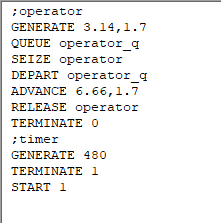 ;operator
GENERATE 3.14,1.7
QUEUE operator_q
SEIZE operator
DEPART operator_q
ADVANCE 6.66,1.7
RELEASE operator
TERMINATE 0
;timer
GENERATE 480
TERMINATE 1
START 1